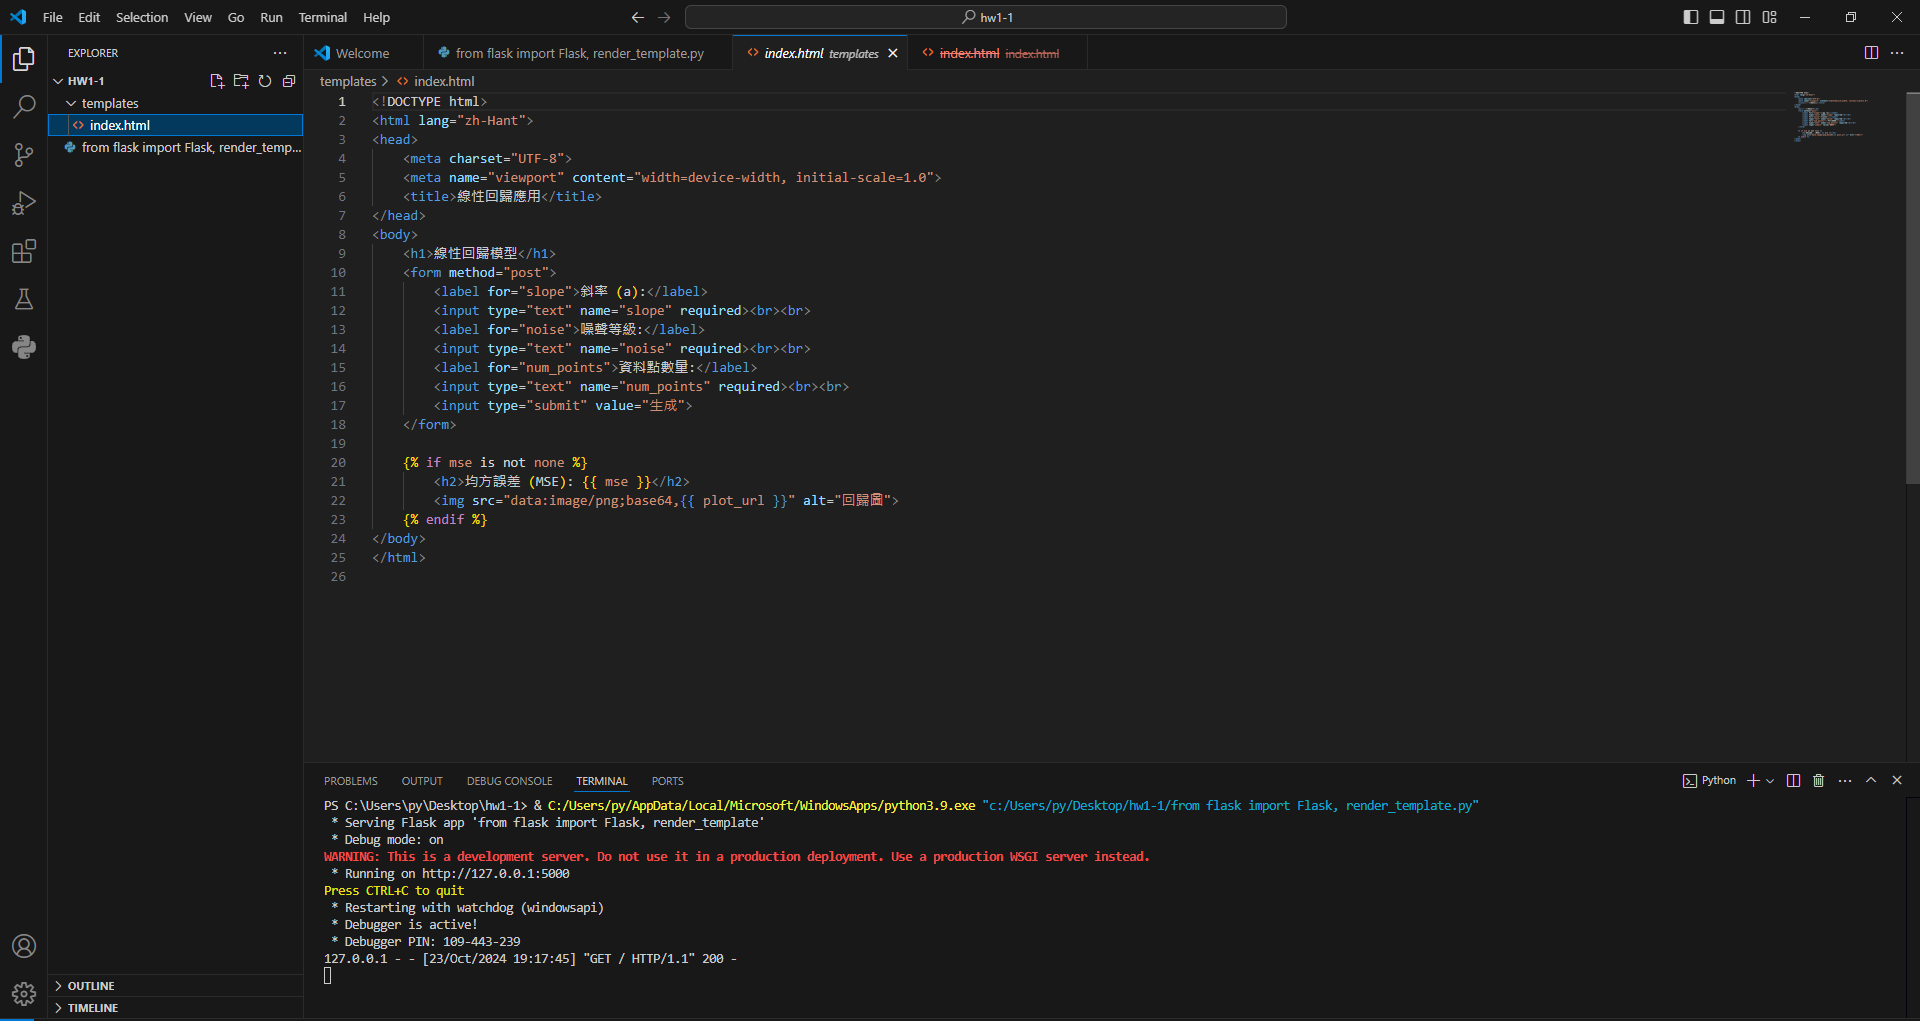 File Edit Selection View Go Run Terminal Help
hw1-1
EXPLORER
HW1-1
templates
index.html
from flask import Flask, render_temp...
OUTLINE
TIMELINE
Welcome
from flask import Flask, render_template.py
index.html templates
index.html index.html
templates > index.html
1 <!DOCTYPE html>
2 <html lang="zh-Hant">
3 <head>
4 <meta charset="UTF-8">
5 <meta name="viewport" content="width=device-width, initial-scale=1.0">
6 <title>線性回歸應用</title>
7 </head>
8 <body>
9 <h1>線性回歸模型</h1>
10 <form method="post">
11 <label for="slope">斜率 (a):</label>
12 <input type="text" name="slope" required><br><br>
13 <label for="noise">噪聲等級:</label>
14 <input type="text" name="noise" required><br><br>
15 <label for="num_points">資料點數量:</label>
16 <input type="text" name="num_points" required><br><br>
17 <input type="submit" value="生成">
18 </form>
19
20 {% if mse is not none %}
21 <h2>均方誤差 (MSE): {{ mse }}</h2>
22 <img src="data:image/png;base64,{{ plot_url }}" alt="回歸圖">
23 {% endif %}
24 </body>
25 </html>
26
PROBLEMS OUTPUT DEBUG CONSOLE TERMINAL PORTS
Python
PS C:\Users\py\Desktop\hw1-1> & C:/Users/py/AppData/Local/Microsoft/WindowsApps/python3.9.exe "c:/Users/py/Desktop/hw1-1/from flask import Flask, render_template.py"
* Serving Flask app 'from flask import Flask, render_template'
* Debug mode: on
WARNING: This is a development server. Do not use it in a production deployment. Use a production WSGI server instead.
* Running on http://127.0.0.1:5000
Press CTRL+C to quit
* Restarting with watchdog (windowsapi)
* Debugger is active!
* Debugger PIN: 109-443-239
127.0.0.1 - - [23/Oct/2024 19:17:45] "GET / HTTP/1.1" 200 -